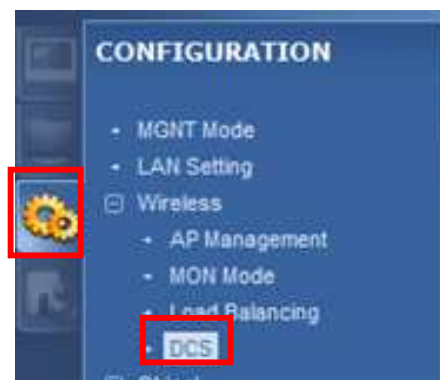 CONFIGURATION
MGNT Mode
LAN Setting
Wireless
AP Management
MON Mode
Load Balancing
DCS